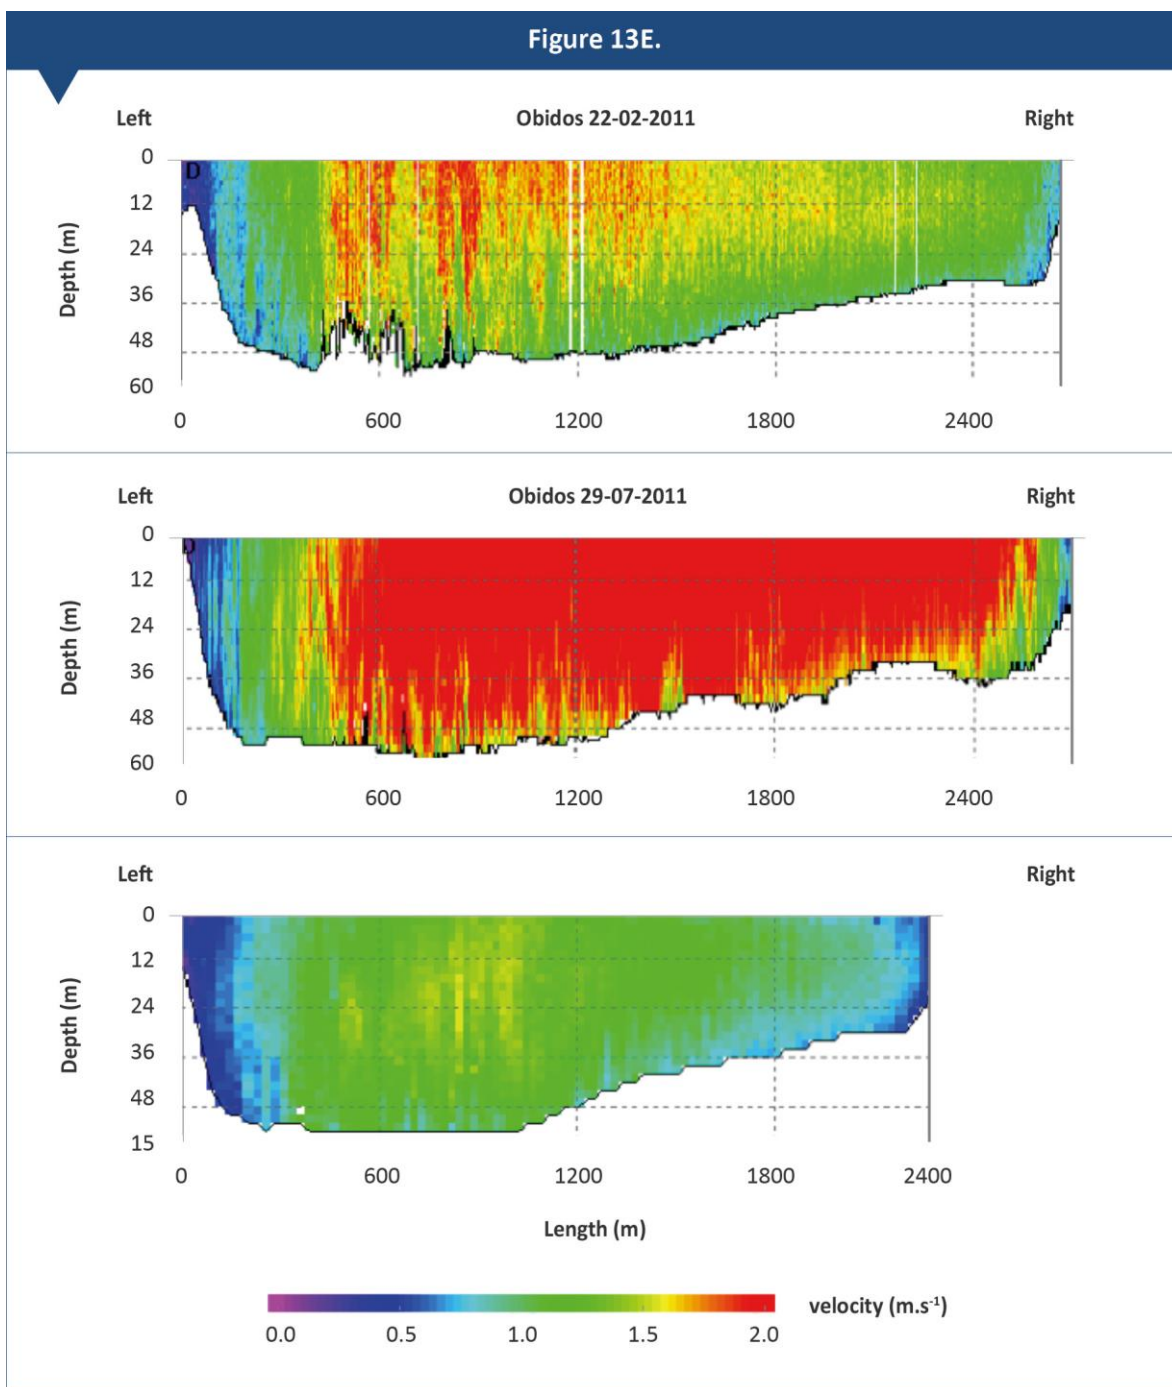 Figure 13E.
Left Obidos 22-02-2011 Right
Depth (m)
0
12
24
36
48
60
0 600 1200 1800 2400
D
Left Obidos 29-07-2011 Right
Depth (m)
0
12
24
36
48
60
0 600 1200 1800 2400
D
Left Right
Depth (m)
0
12
24
36
48
15
0 600 1200 1800 2400
Length (m)
velocity (m.s⁻¹)
0.0 0.5 1.0 1.5 2.0